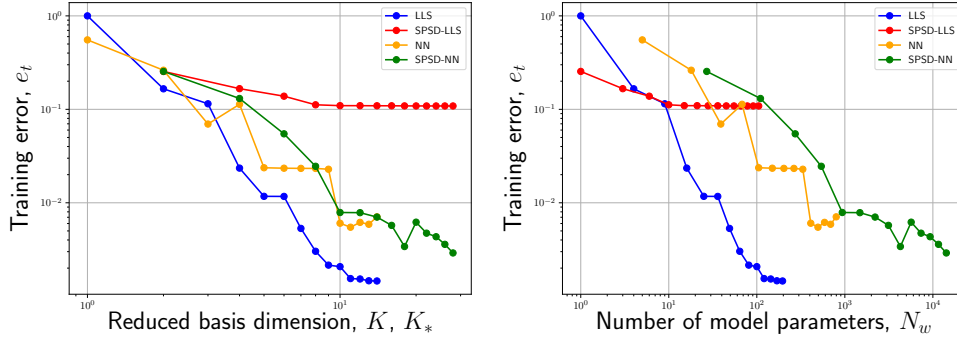 Training error, e_t
10^0
10^{-1}
10^{-2}
10^0
10^1
Reduced basis dimension, K, K_*
LLS
SPSD-LLS
NN
SPSD-NN
Training error, e_t
10^0
10^{-1}
10^{-2}
10^0
10^1
10^2
10^3
10^4
Number of model parameters, N_w
LLS
SPSD-LLS
NN
SPSD-NN